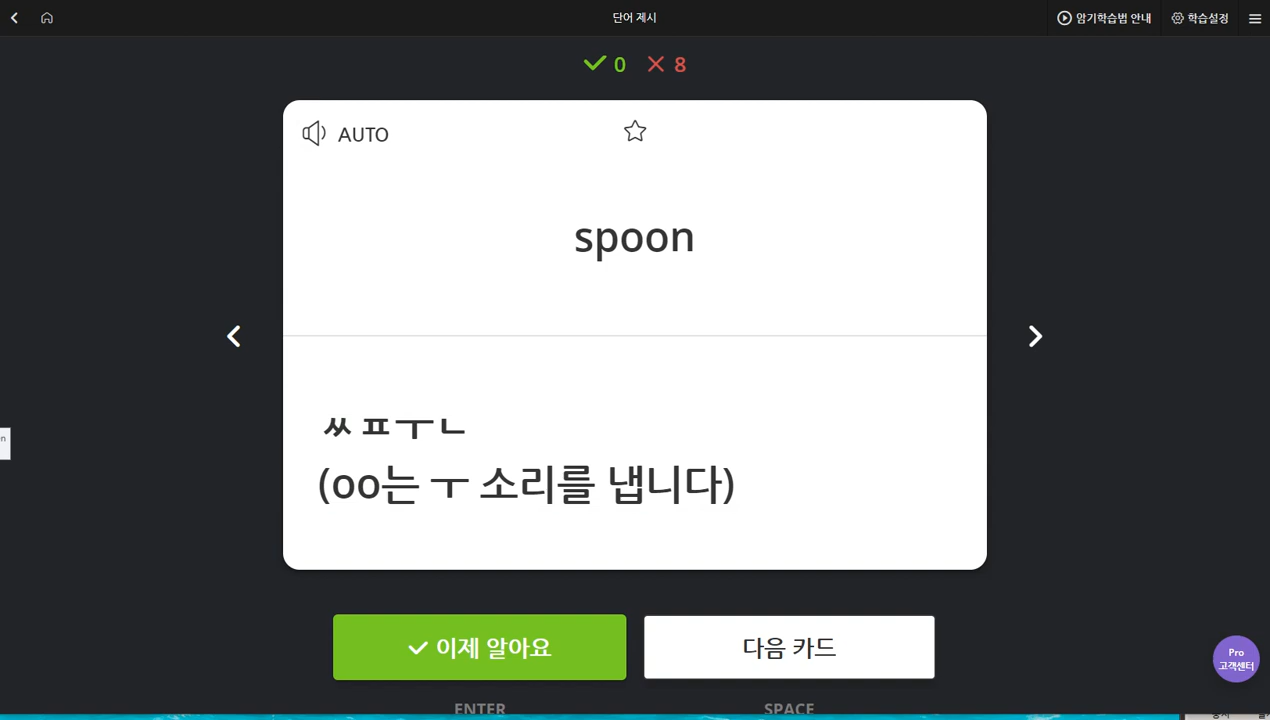 단어 제시
암기학습법 안내
학습설정
0
8
AUTO
spoon
ㅆ ㅍㅜㄴ
(oo는 ㅜ 소리를 냅니다)
이제 알아요
다음 카드
Pro
고객센터
ENTER
SPACE